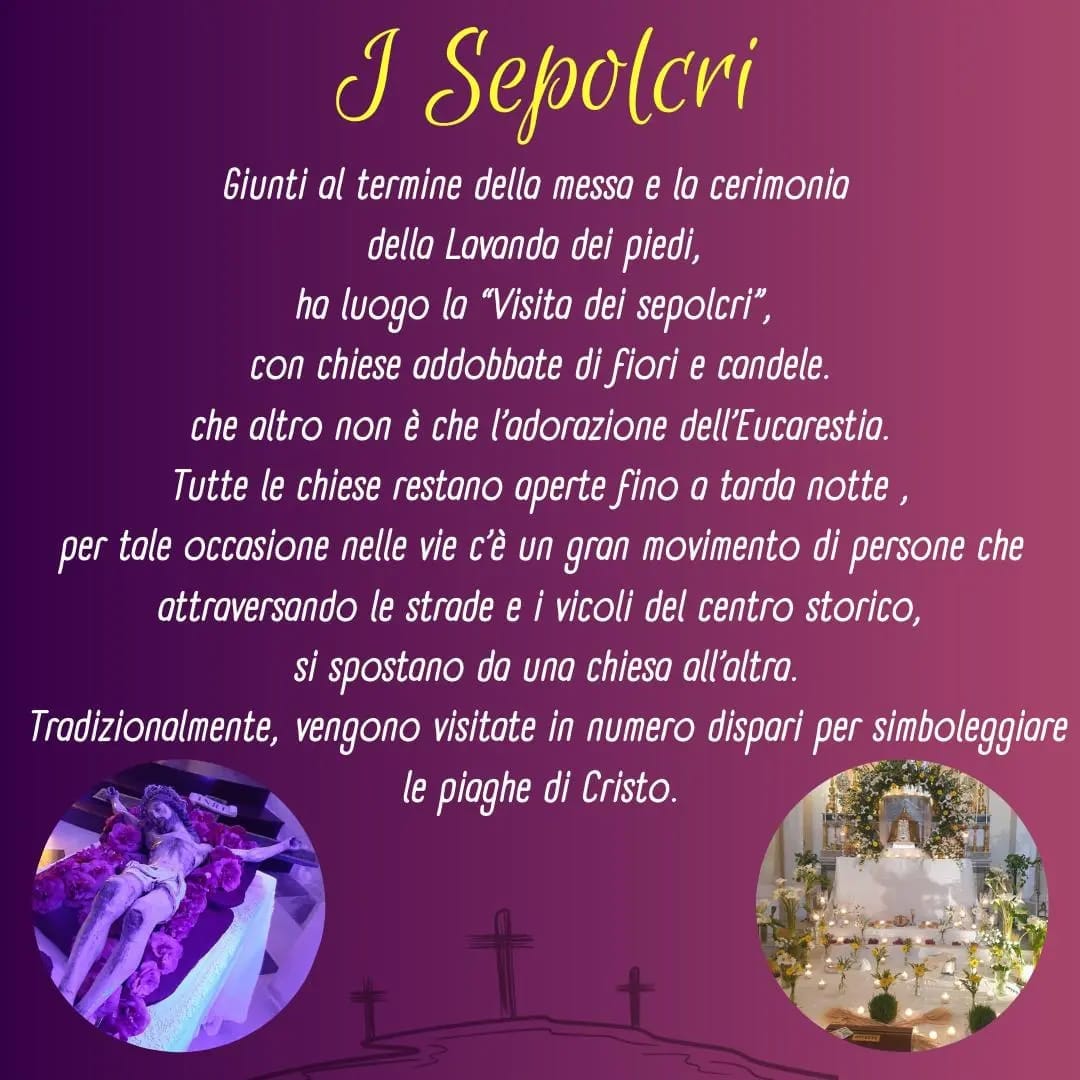 I Sepolcri
Giunti al termine della messa e la cerimonia
della Lavanda dei piedi,
ha luogo la “Visita dei sepolcri”,
con chiese addobbate di fiori e candele.
che altro non è che l’adorazione dell’Eucarestia.
Tutte le chiese restano aperte fino a tarda notte ,
per tale occasione nelle vie c’è un gran movimento di persone che
attraversando le strade e i vicoli del centro storico,
si spostano da una chiesa all’altra.
Tradizionalmente, vengono visitate in numero dispari per simboleggiare
le piaghe di Cristo.
INRI